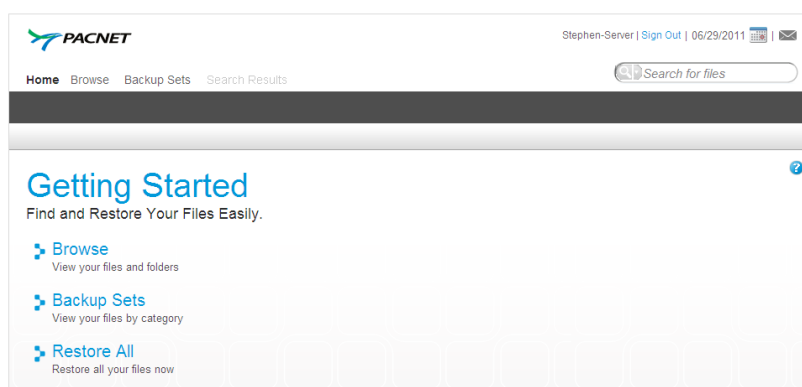 PACNET
Stephen-Server | Sign Out | 06/29/2011 |
Home Browse Backup Sets Search Results
Search for files
?
Getting Started
Find and Restore Your Files Easily.
Browse
View your files and folders
Backup Sets
View your files by category
Restore All
Restore all your files now